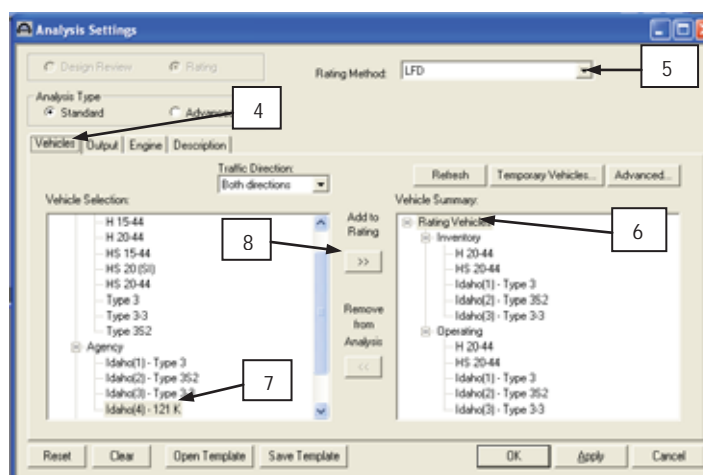 Analysis Settings
Design Review Rating
Rating Method: LFD
5
Analysis Type
Standard Advanced
4
Vehicles Output Engine Description
Traffic Direction:
Both directions
Refresh Temporary Vehicles... Advanced...
Vehicle Selection:
H 15-44
H 20-44
HS 15-44
HS 20 (SI)
HS 20-44
Type 3
Type 3-3
Type 3S2
Agency
Idaho(1) - Type 3
Idaho(2) - Type 3S2
Idaho(3) - Type 3-3
Idaho(4) - 121 K
8
7
Add to
Rating
>>
Remove
from
Analysis
<<
Vehicle Summary:
Rating Vehicles
Inventory
H 20-44
HS 20-44
Idaho(1) - Type 3
Idaho(2) - Type 3S2
Idaho(3) - Type 3-3
Operating
H 20-44
HS 20-44
Idaho(1) - Type 3
Idaho(2) - Type 3S2
Idaho(3) - Type 3-3
6
Reset Clear Open Template Save Template OK Apply Cancel